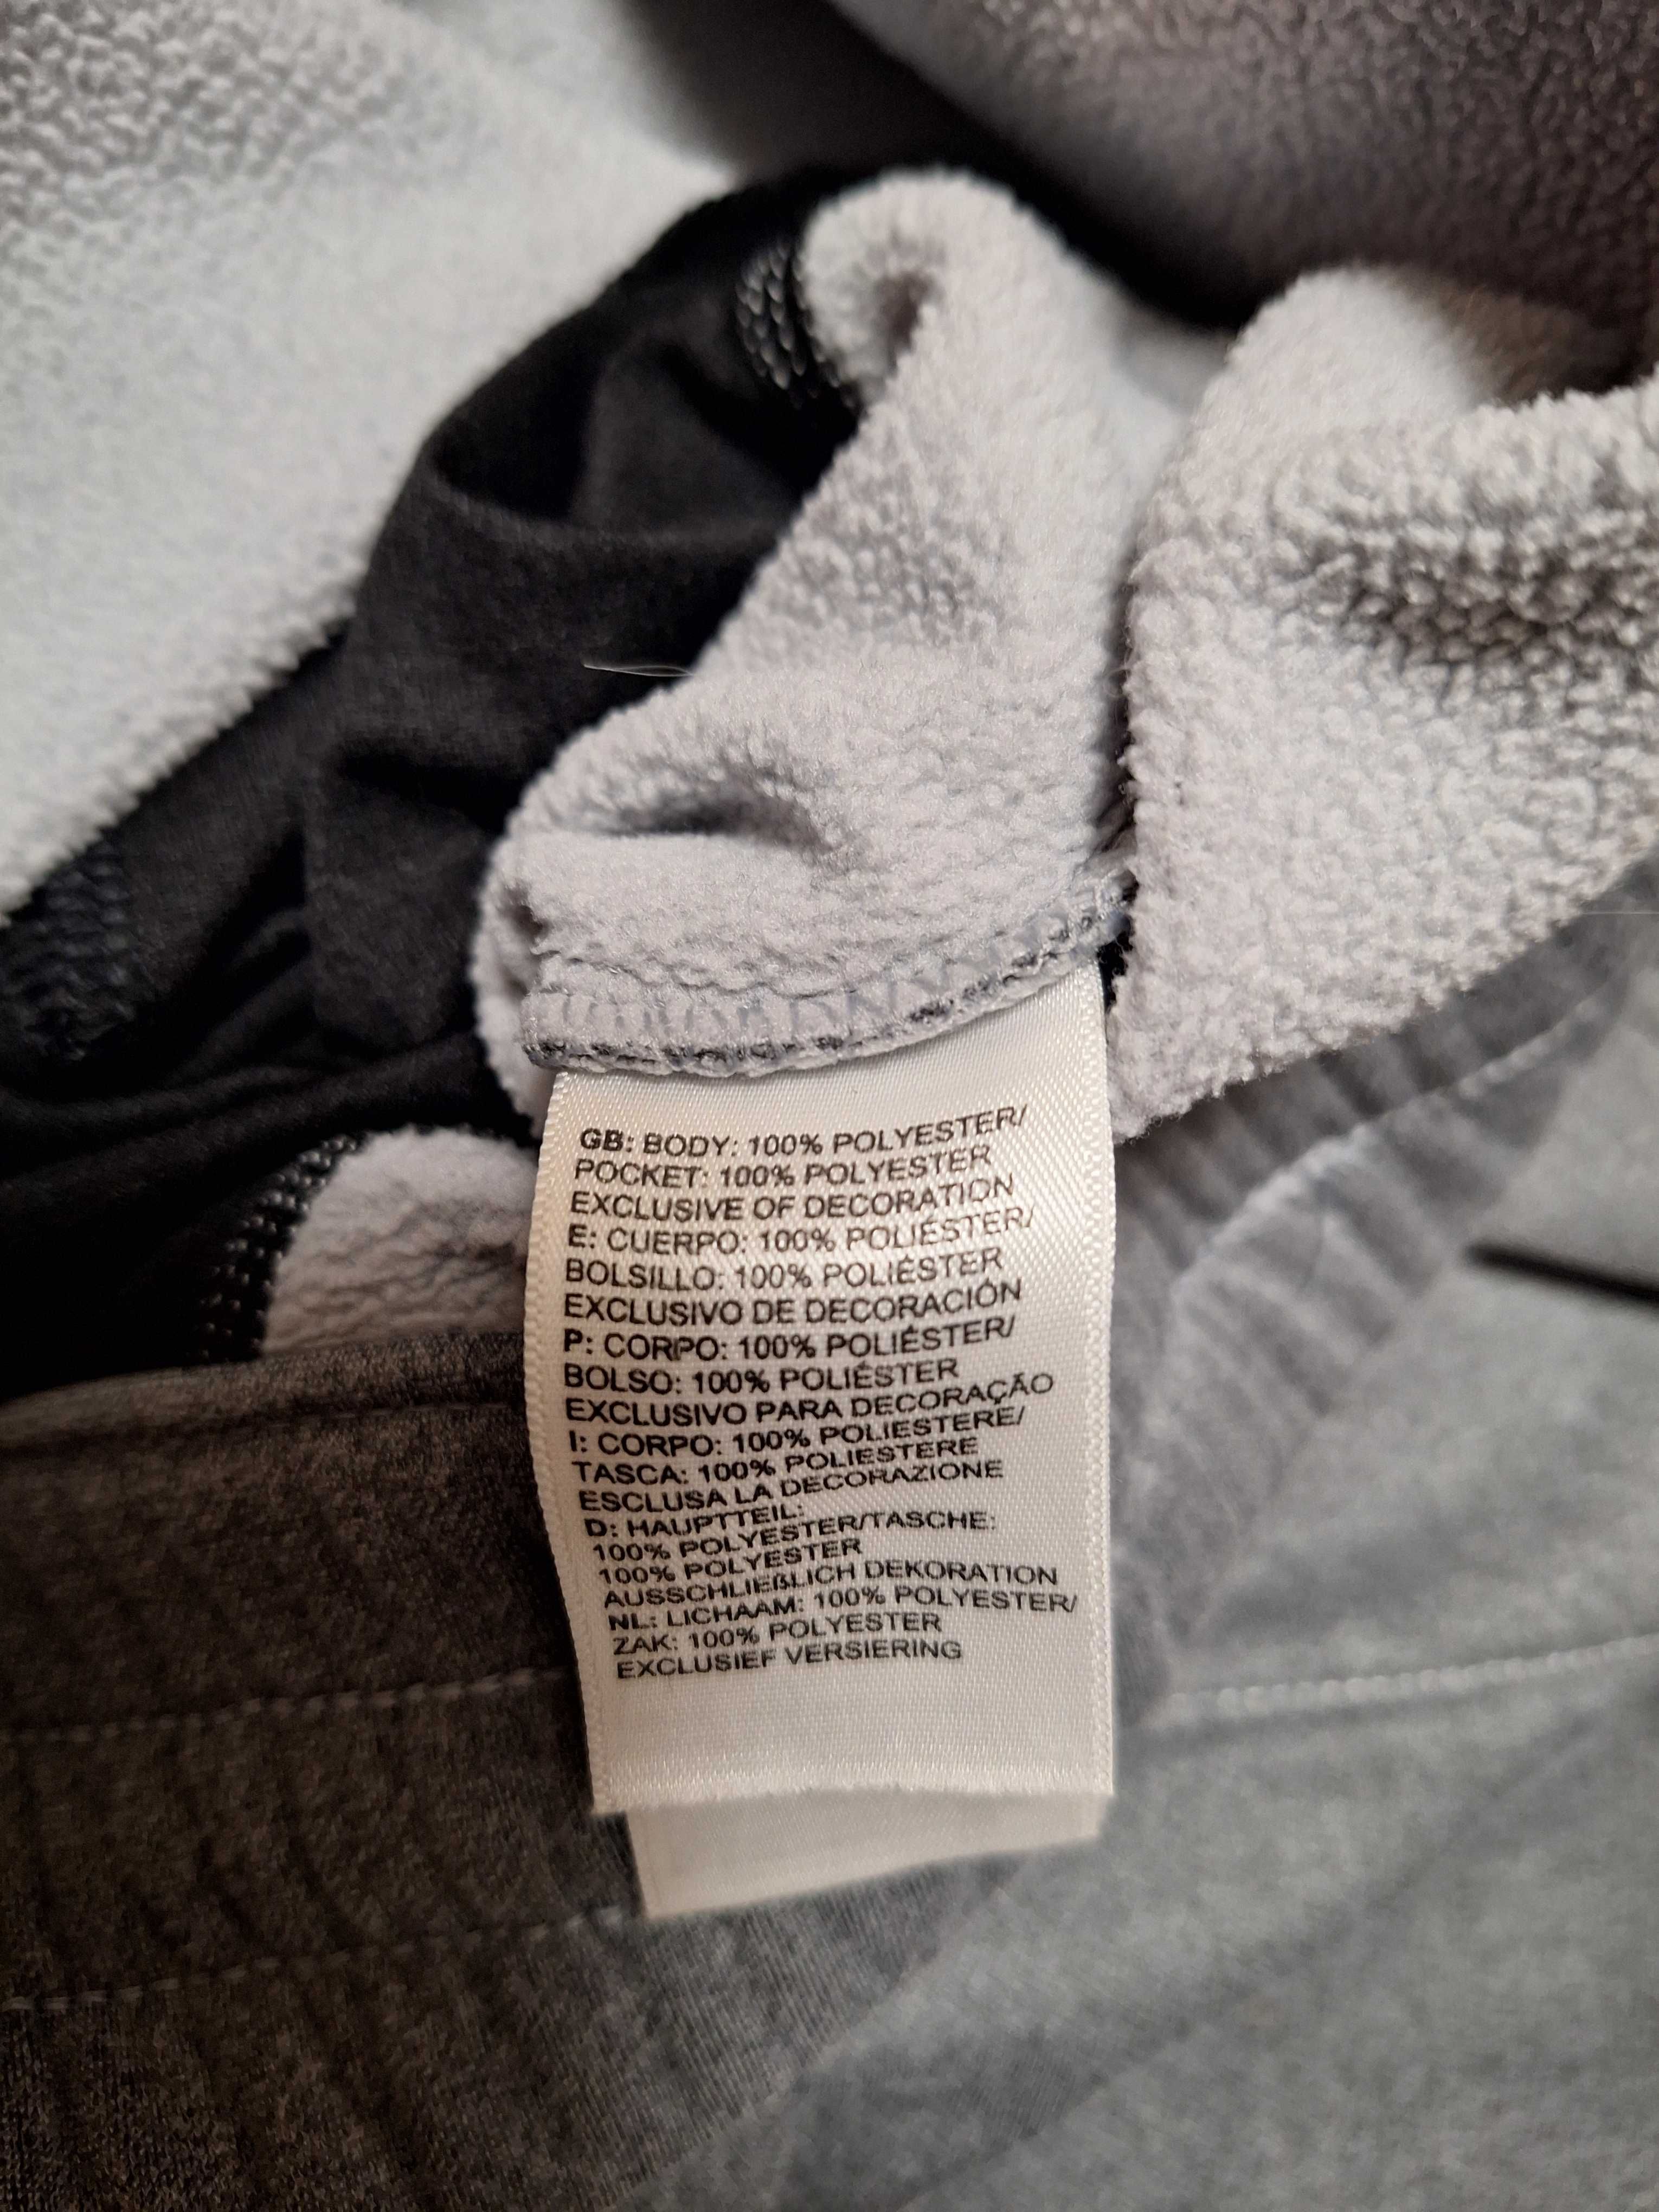 GB: BODY: 100% POLYESTER/
POCKET: 100% POLYESTER
EXCLUSIVE OF DECORATION
E: CUERPO: 100% POLIÉSTER/
BOLSILLO: 100% POLIÉSTER
EXCLUSIVO DE DECORACIÓN
P: CORPO: 100% POLIÉSTER/
BOLSO: 100% POLIÉSTER
EXCLUSIVO PARA DECORAÇÃO
I: CORPO: 100% POLIESTERE/
TASCA: 100% POLIESTERE
ESCLUSA LA DECORAZIONE
D: HAUPTTEIL:
100% POLYESTER/TASCHE:
100% POLYESTER
AUSSCHLIEßLICH DEKORATION
NL: LICHAAM: 100% POLYESTER/
ZAK: 100% POLYESTER
EXCLUSIEF VERSIERING